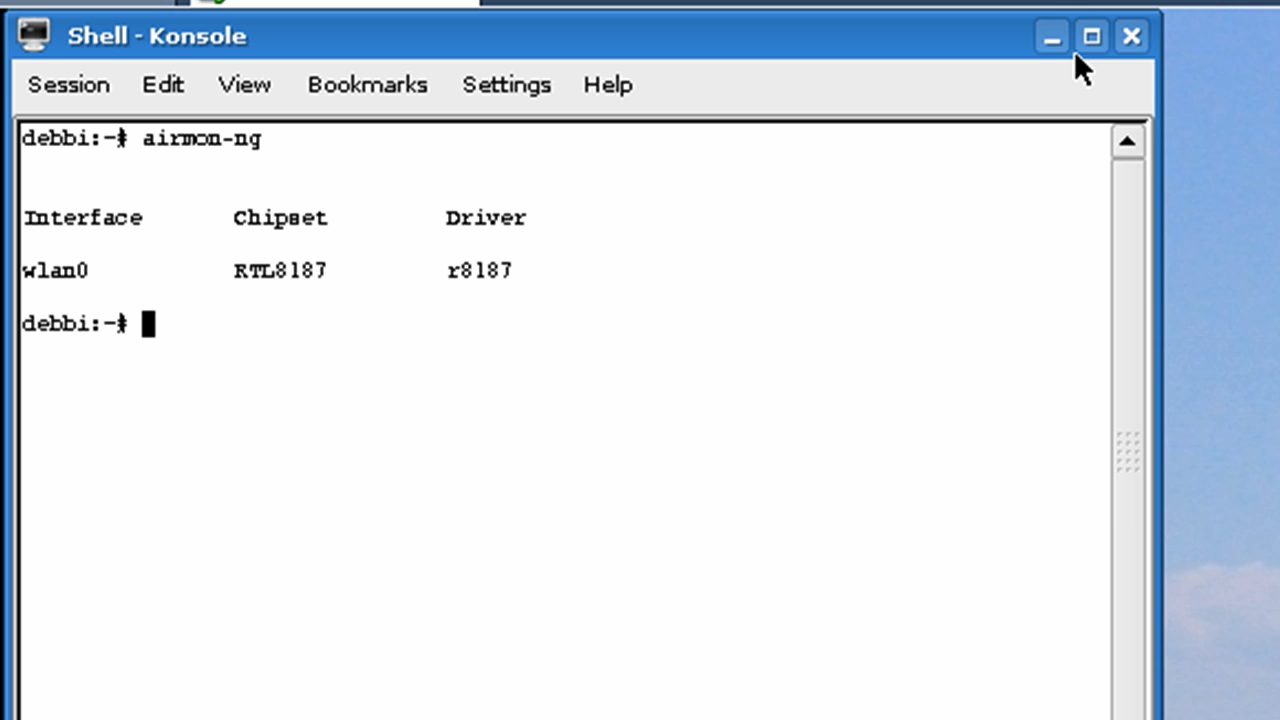 Shell - Konsole
Session Edit View Bookmarks Settings Help
debbi:~# airmon-ng
Interface Chipset Driver
wlan0 RTL8187 r8187
debbi:~#